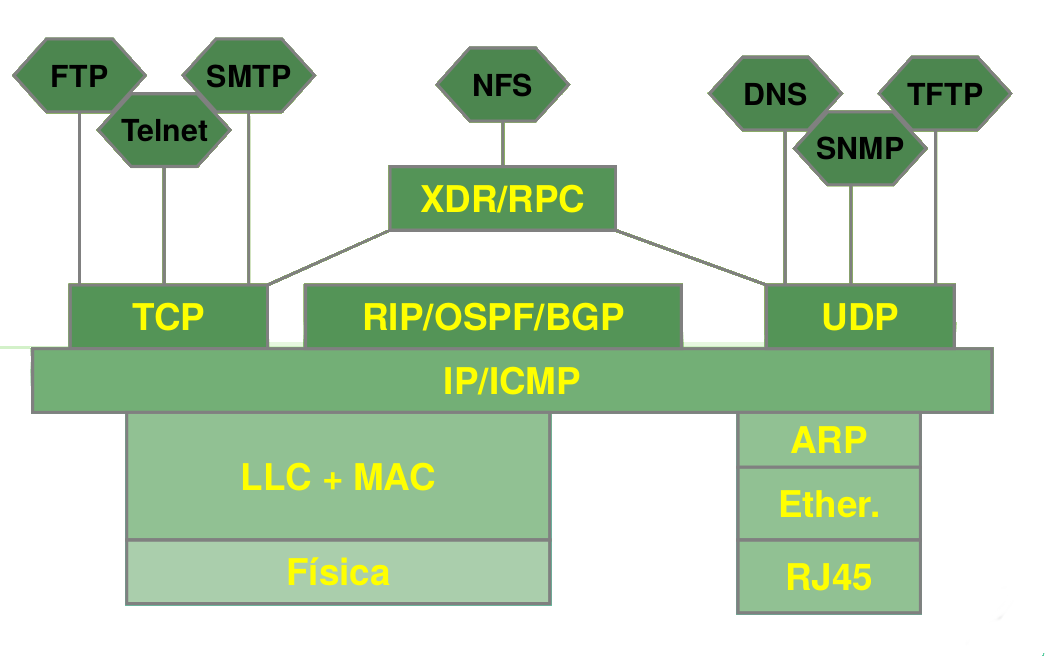 FTP
SMTP
Telnet
NFS
DNS
TFTP
SNMP
XDR/RPC
TCP
RIP/OSPF/BGP
UDP
IP/ICMP
LLC + MAC
Física
ARP
Ether.
RJ45